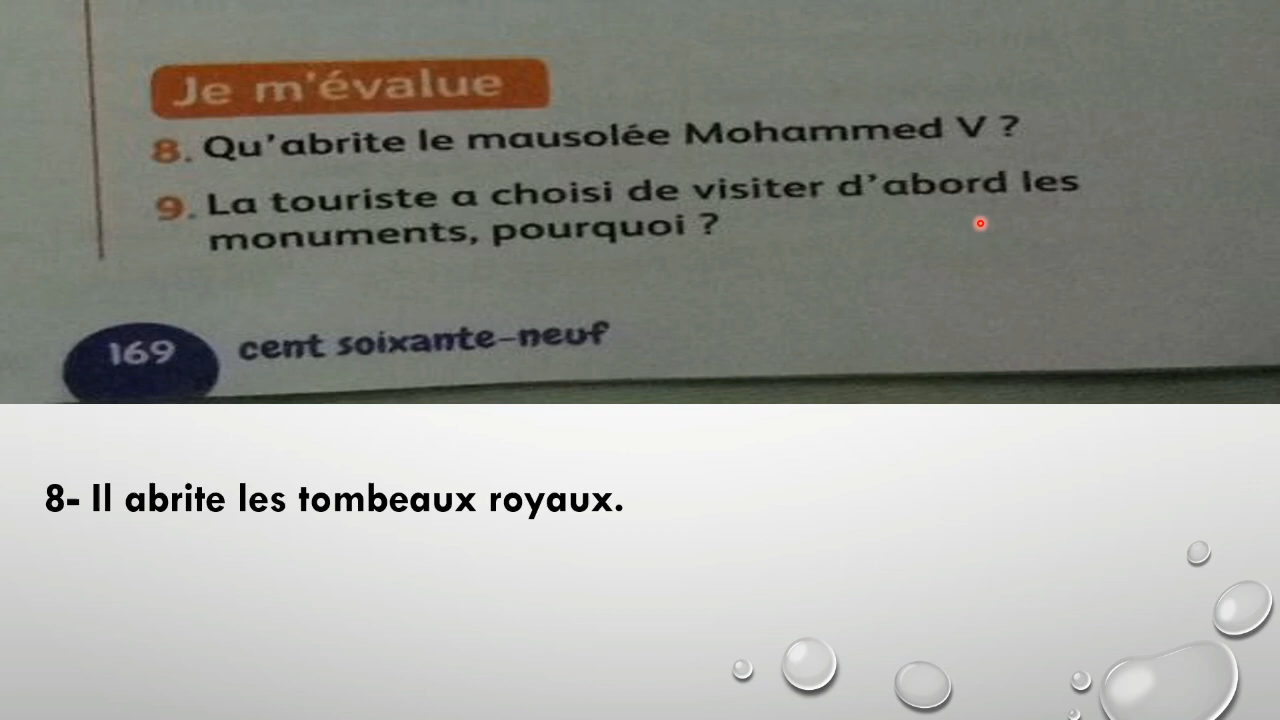 Je m'évalue
8. Qu'abrite le mausolée Mohammed V ?
9. La touriste a choisi de visiter d'abord les
monuments, pourquoi ?
169 cent soixante-neuf
8- Il abrite les tombeaux royaux.